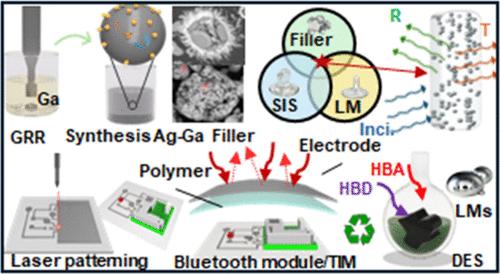 Ga
GRR
Synthesis Ag-Ga Filler
Filler
SIS
LM
R
T
Inci.
Polymer
Electrode
HBA
HBD
LMs
Laser patterning
Bluetooth module/TIM
DES